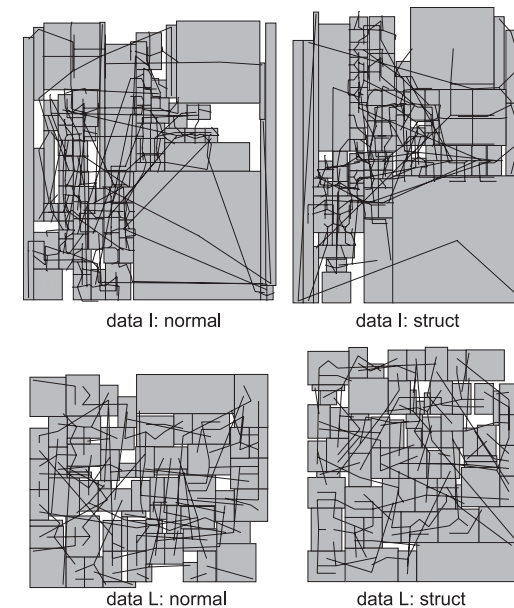 data I: normal
data I: struct
data L: normal
data L: struct